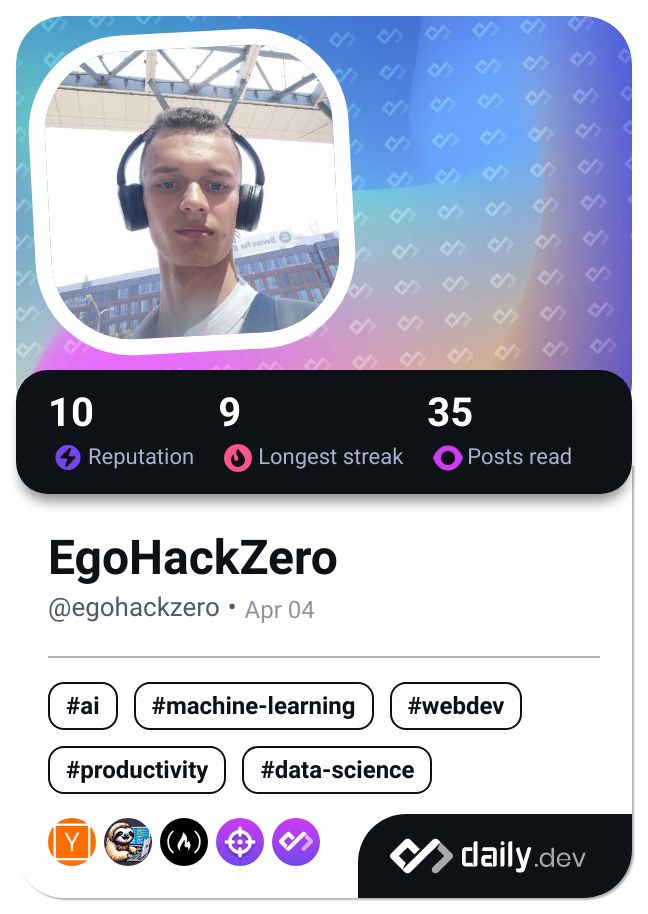 10 9 35
Reputation Longest streak Posts read
EgoHackZero
@egohackzero • Apr 04
#ai #machine-learning #webdev
#productivity #data-science
Y
daily.dev